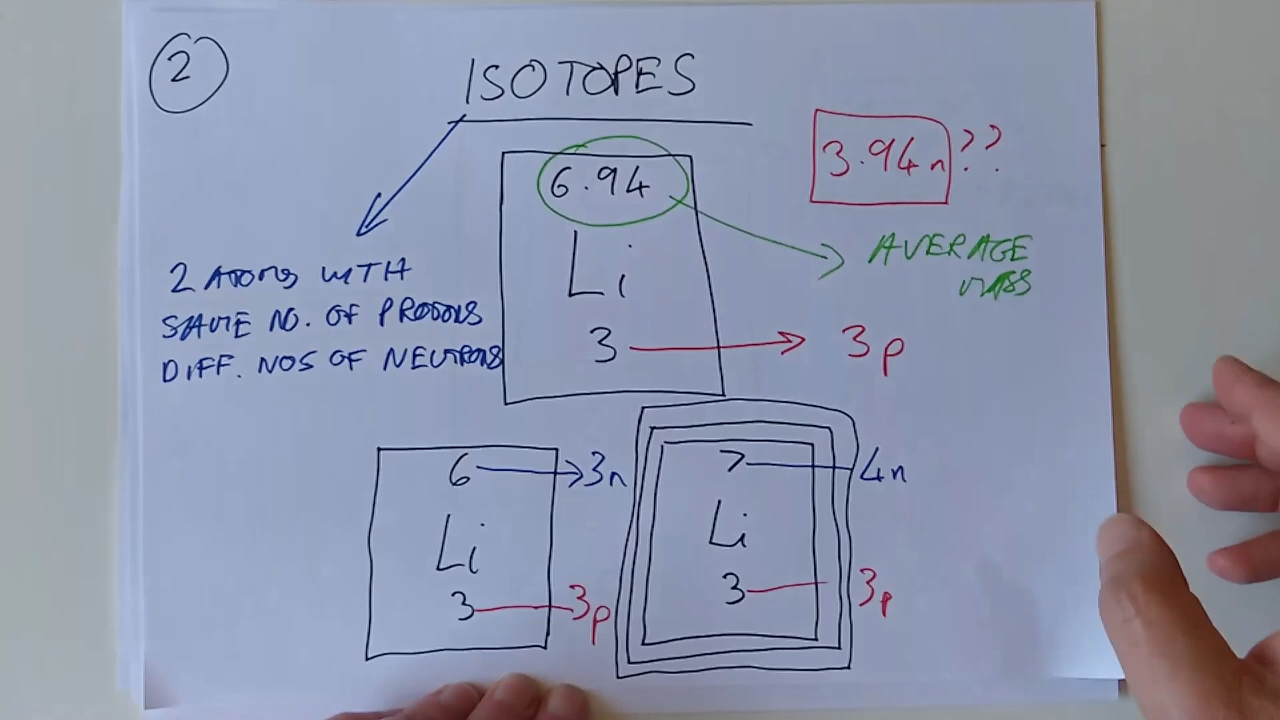 2
ISOTOPES
3.94n ??
6.94
Li
3
AVERAGE
MASS
3p
2 ATOMS WITH
SAME NO. OF PROTONS
DIFF. NOS OF NEUTRONS
6
3n
Li
3
3p
7
4n
Li
3
3p